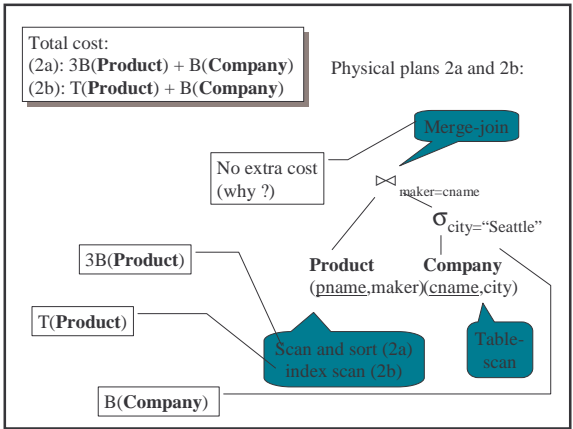 Total cost:
(2a): 3B(Product) + B(Company)
(2b): T(Product) + B(Company)
Physical plans 2a and 2b:
Merge-join
No extra cost
(why ?)
⋈ maker=cname
σ city=“Seattle”
3B(Product)
Product Company
(pname,maker)(cname,city)
T(Product)
Scan and sort (2a)
index scan (2b)
Table-
scan
B(Company)